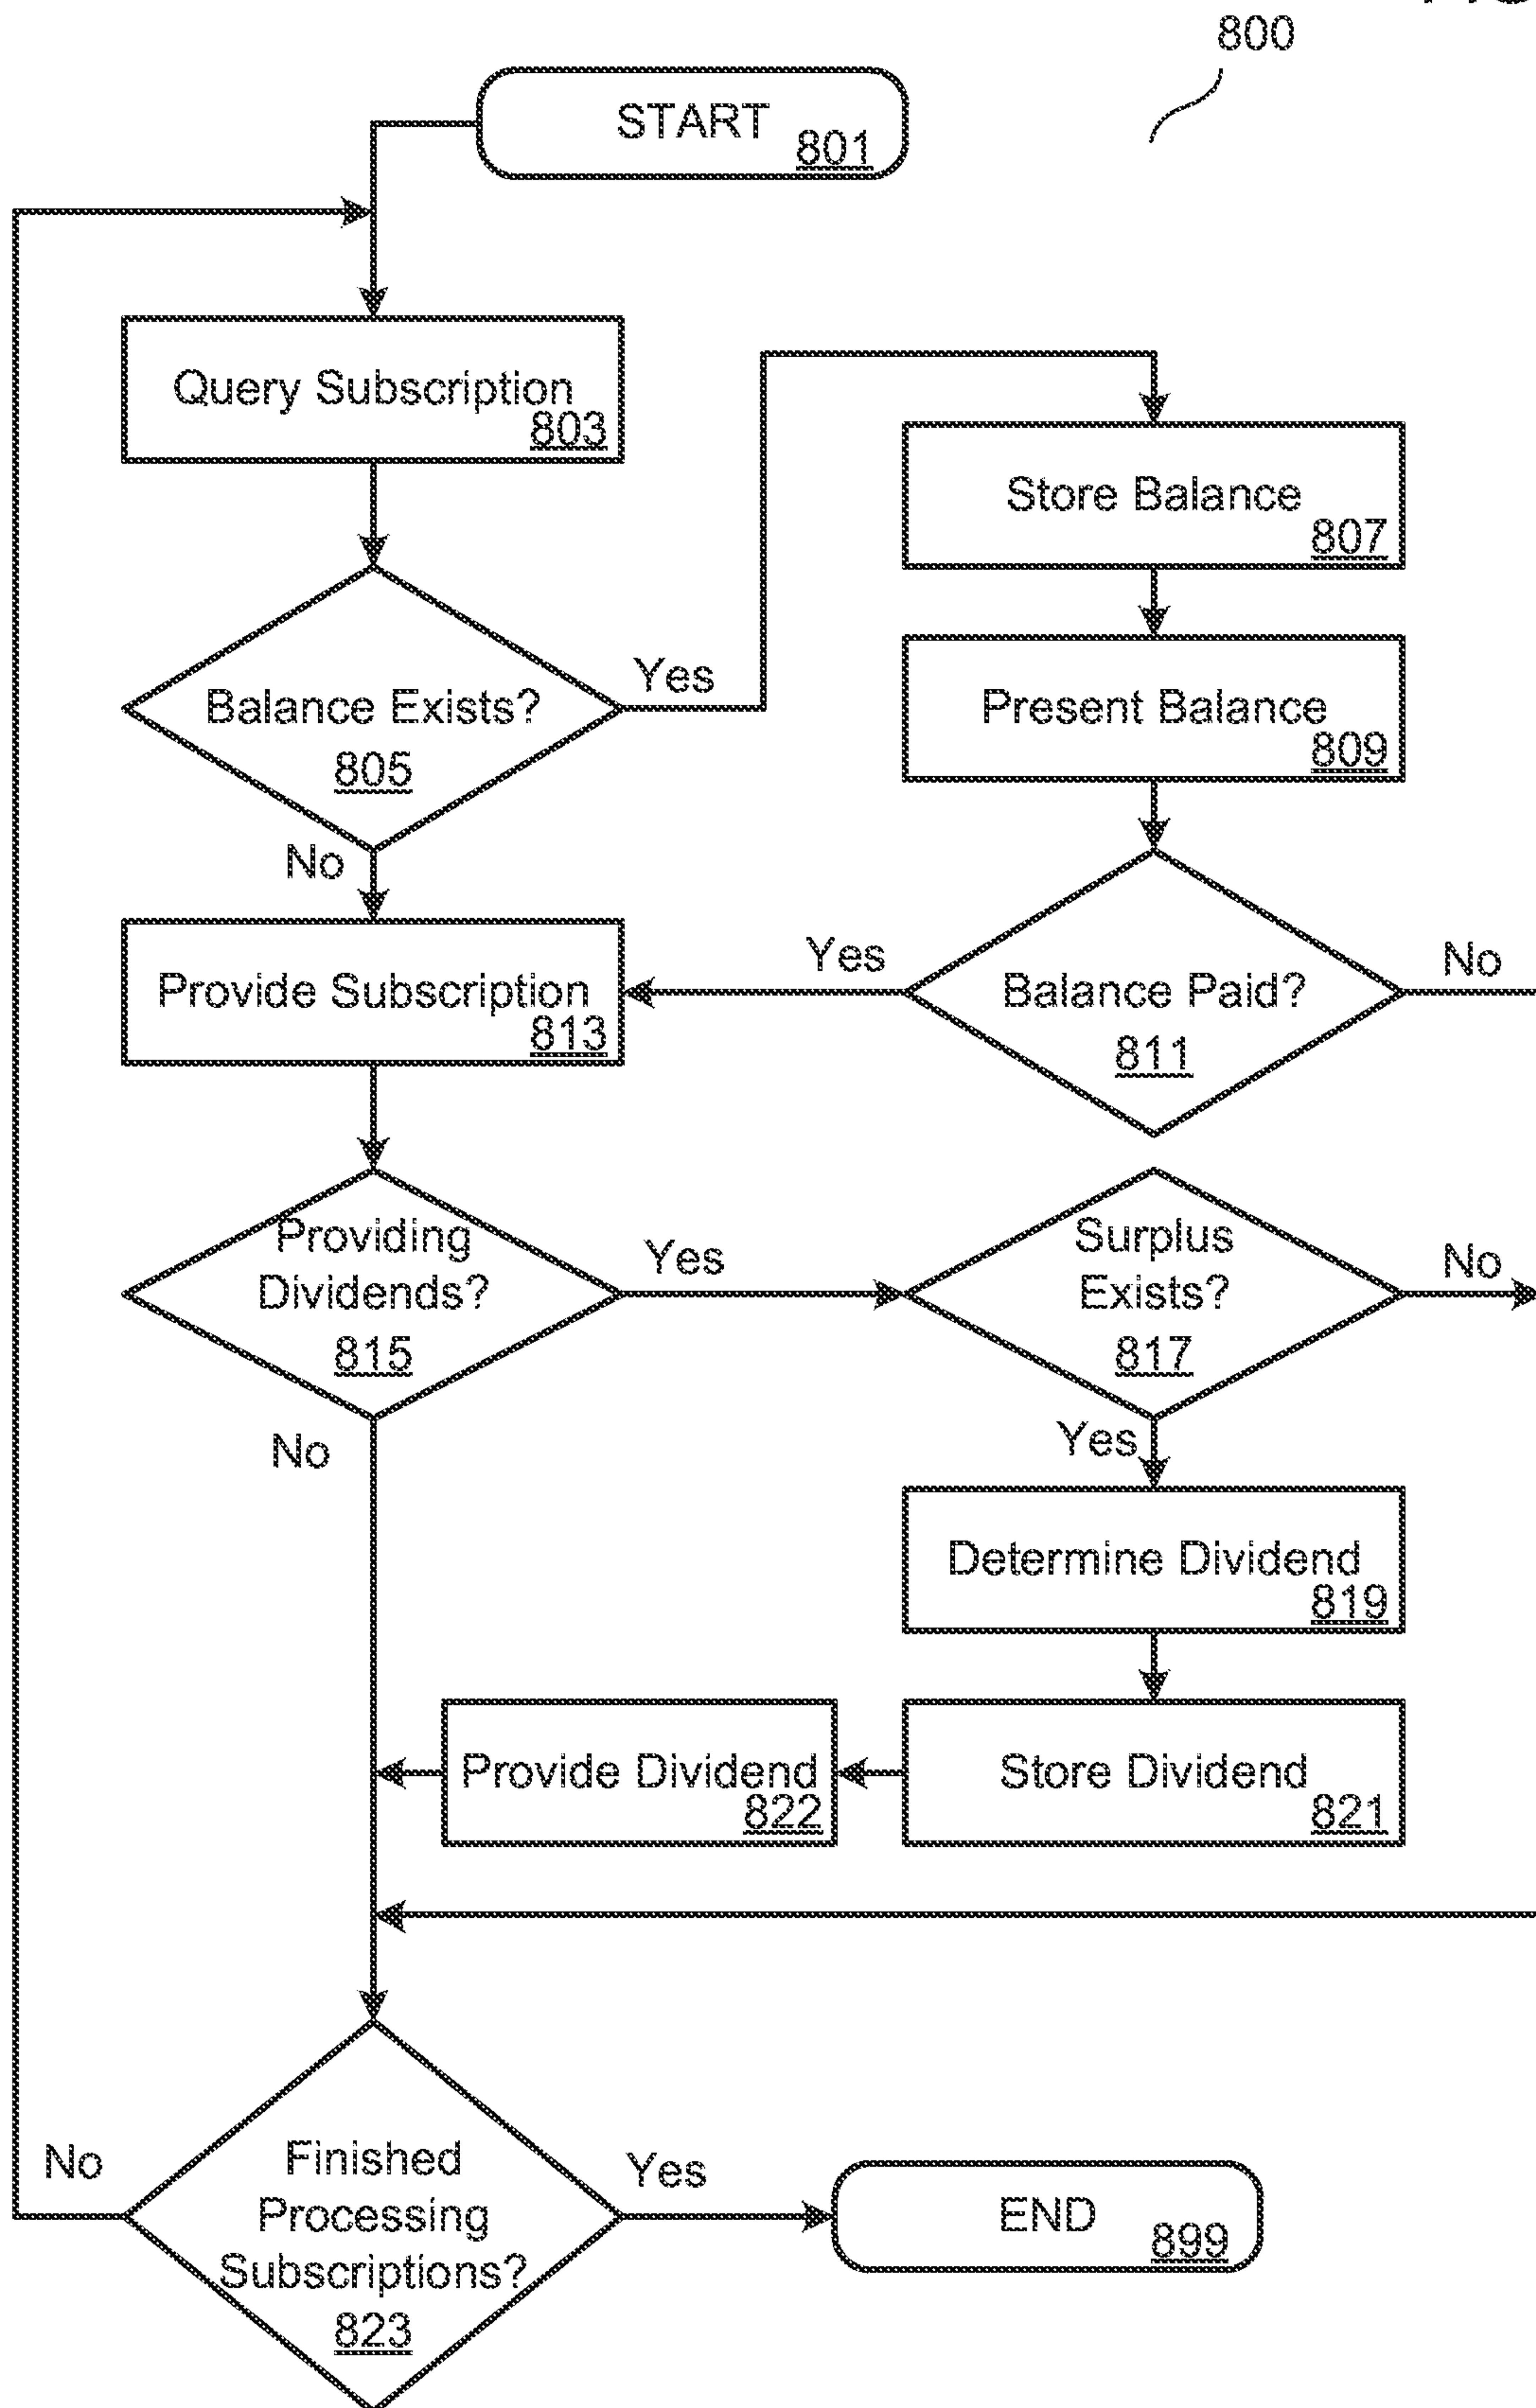 800
START
801
Query Subscription
803
Store Balance
807
Balance Exists?
805
Yes
No
Present Balance
809
Provide Subscription
813
Yes
Balance Paid?
811
No
Providing
Dividends?
815
Yes
No
Surplus
Exists?
817
No
Yes
Determine Dividend
819
Provide Dividend
822
Store Dividend
821
No
Finished
Processing
Subscriptions?
823
Yes
END
899